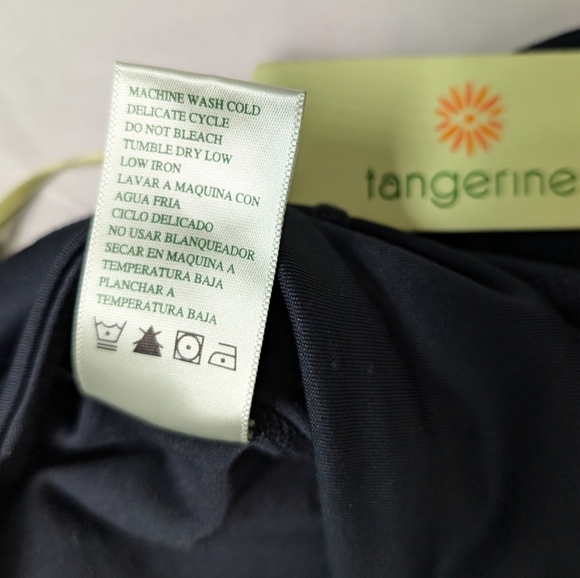 MACHINE WASH COLD
DELICATE CYCLE
DO NOT BLEACH
TUMBLE DRY LOW
LOW IRON
LAVAR A MAQUINA CON
AGUA FRIA
CICLO DELICADO
NO USAR BLANQUEADOR
SECAR EN MAQUINA A
TEMPERATURA BAJA
PLANCHAR A
TEMPERATURA BAJA
tangerine